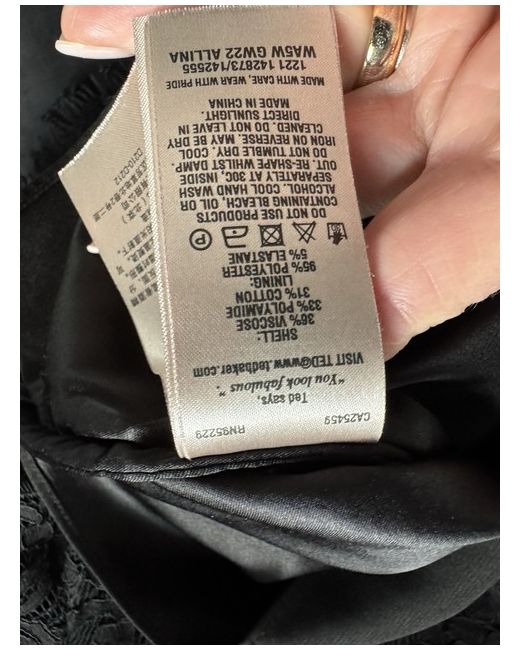 CA25459
RN95229
Ted says,
"You look fabulous".
VISIT TED@www.tedbaker.com
SHELL:
36% VISCOSE
33% POLYAMIDE
31% COTTON
LINING:
95% POLYESTER
5% ELASTANE
DO NOT USE PRODUCTS
CONTAINING BLEACH, OIL OR
ALCOHOL. COOL HAND WASH
SEPARATELY AT 30C, INSIDE
OUT. RE-SHAPE WHILST DAMP.
DO NOT TUMBLE DRY. COOL
IRON ON REVERSE. MAY BE DRY
CLEANED. DO NOT LEAVE IN
DIRECT SUNLIGHT.
MADE IN CHINA
MADE WITH CARE, WEAR WITH PRIDE
1221 142873/142555
WA5W GW22 ALLINA